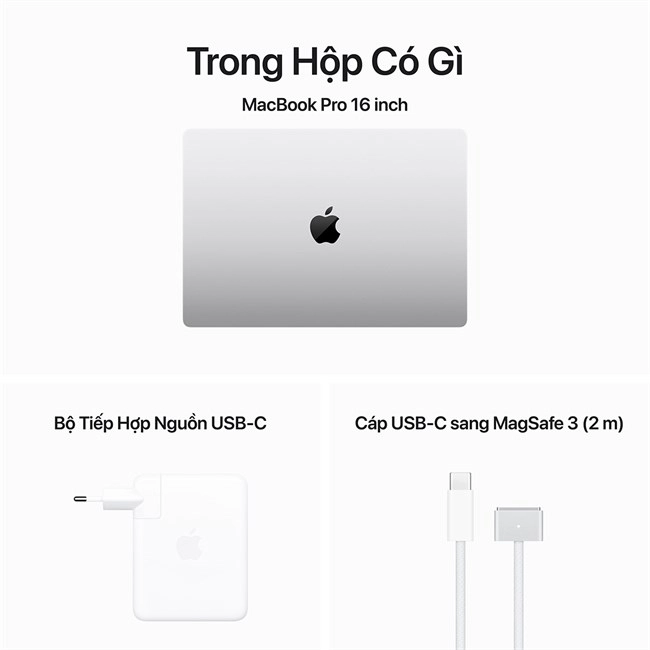 Trong Hộp Có Gì
MacBook Pro 16 inch
Bộ Tiếp Hợp Nguồn USB-C
Cáp USB-C sang MagSafe 3 (2 m)